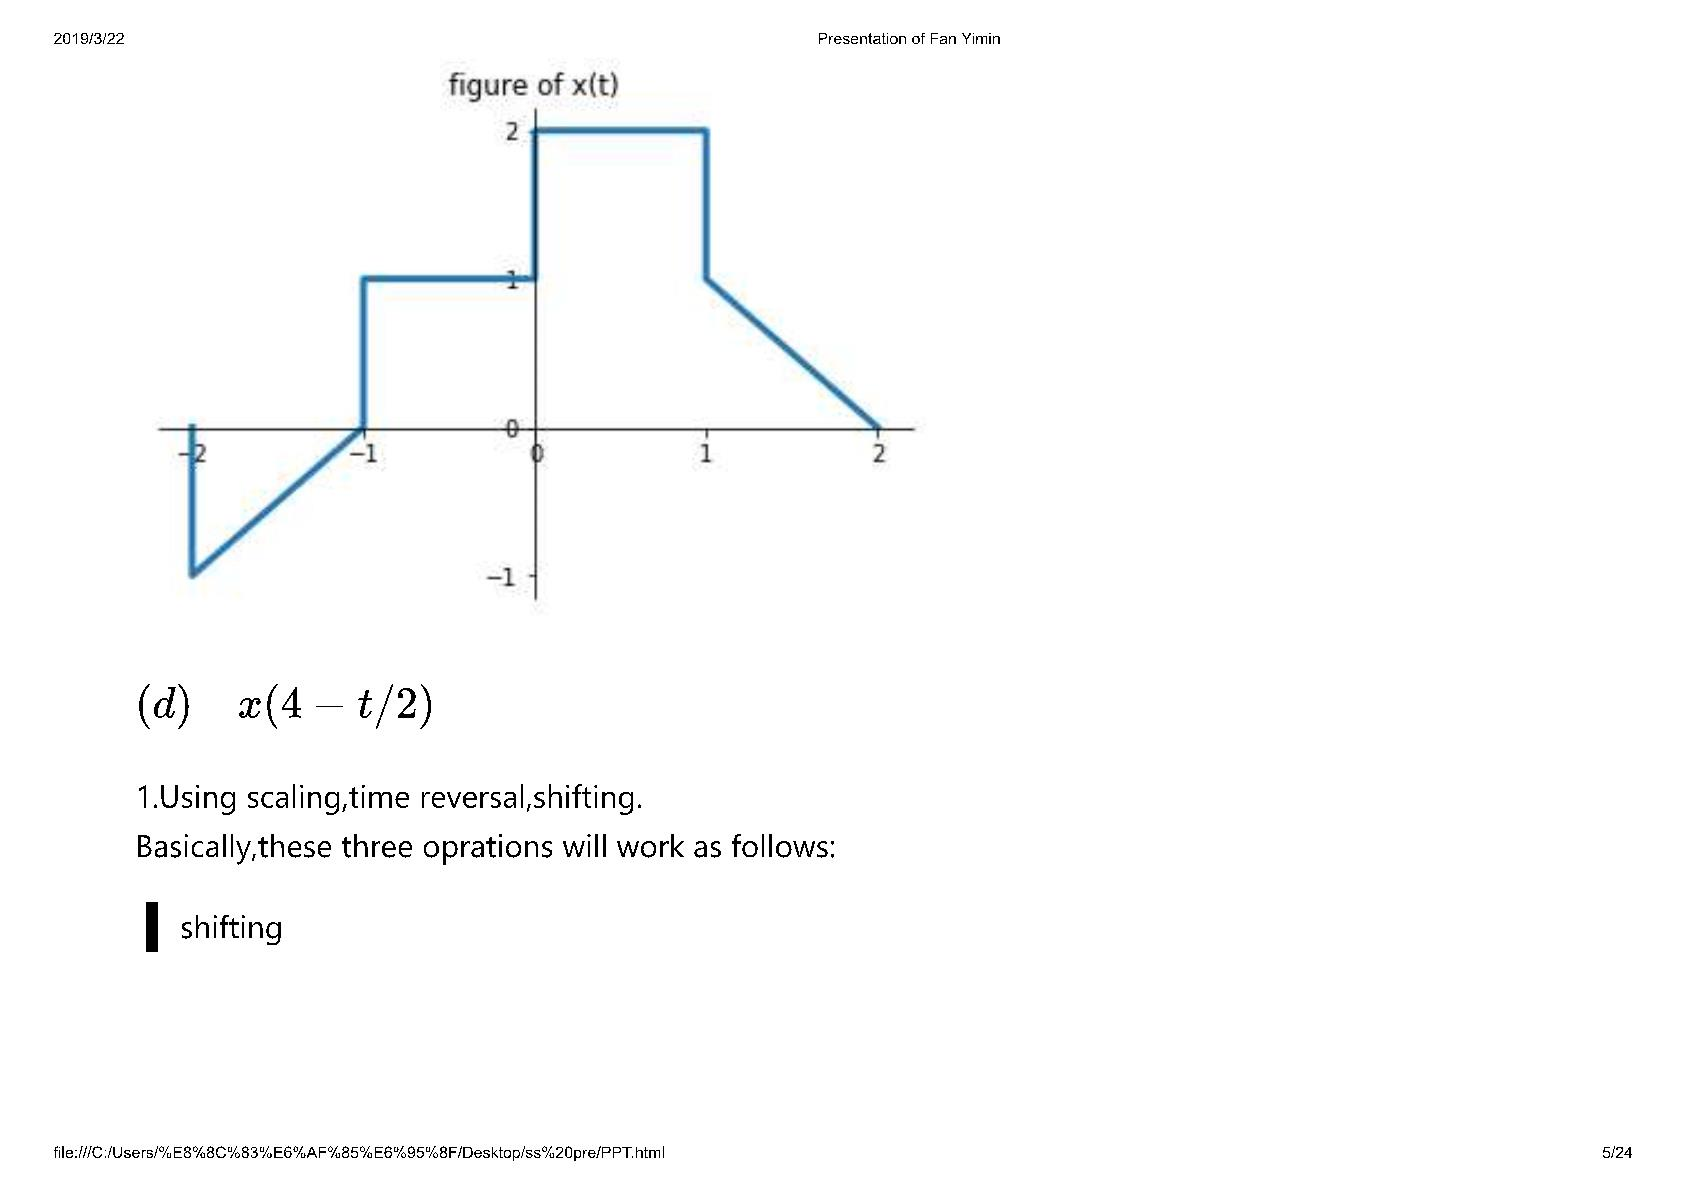 2019/3/22 Presentation of Fan Yimin
figure of x(t)
2
1
0
−2 −1 0 1 2
−1
(d) x(4 − t/2)
1.Using scaling,time reversal,shifting.
Basically,these three oprations will work as follows:
shifting
file:///C:/Users/%E8%8C%83%E6%AF%85%E6%95%8F/Desktop/ss%20pre/PPT.html 5/24